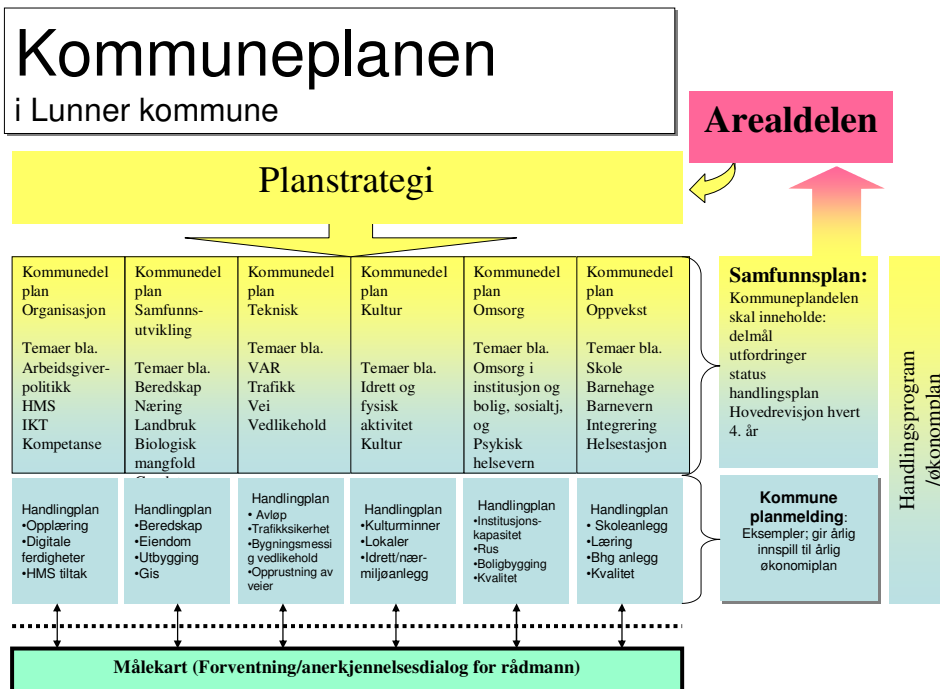 Kommuneplanen
i Lunner kommune
Arealdelen
Planstrategi
Kommunedel
plan
Organisasjon
Temaer bla.
Arbeidsgiver-
politikk
HMS
IKT
Kompetanse
Kommunedel
plan
Samfunns-
utvikling
Temaer bla.
Beredskap
Næring
Landbruk
Biologisk
mangfold
Kommunedel
plan
Teknisk
Temaer bla.
VAR
Trafikk
Vei
Vedlikehold
Kommunedel
plan
Kultur
Temaer bla.
Idrett og
fysisk
aktivitet
Kultur
Kommunedel
plan
Omsorg
Temaer bla.
Omsorg i
institusjon og
bolig, sosialtj,
og
Psykisk
helsevern
Kommunedel
plan
Oppvekst
Temaer bla.
Skole
Barnehage
Barnevern
Integrering
Helsestasjon
Samfunnsplan:
Kommuneplandelen
skal inneholde:
delmål
utfordringer
status
handlingsplan
Hovedrevisjon hvert
4. år
Handlingsprogram
/økonomplan
Handlingplan
•Opplæring
•Digitale
ferdigheter
•HMS tiltak
Handlingplan
•Beredskap
•Eiendom
•Utbygging
•Gis
Handlingplan
• Avløp
•Trafikksikerhet
•Bygningsmessi
g vedlikehold
•Opprustning av
veier
Handlingplan
•Kulturminner
•Lokaler
•Idrett/nær-
miljøanlegg
Handlingplan
•Institusjons-
kapasitet
•Rus
•Boligbygging
•Kvalitet
Handlingplan
• Skoleanlegg
•Læring
•Bhg anlegg
•Kvalitet
Kommune
planmelding:
Eksempler; gir årlig
innspill til årlig
økonomiplan
Målekart (Forventning/anerkjennelsesdialog for rådmann)